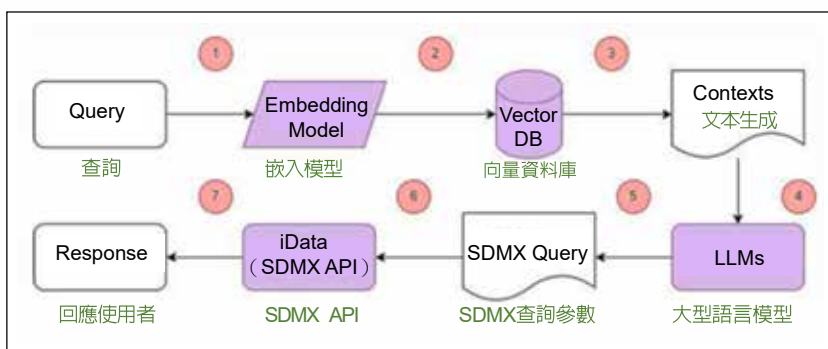 1
2
3
Query
Embedding
Model
Vector
DB
Contexts
文本生成
查詢
嵌入模型
向量資料庫
7
6
5
4
Response
iData
（SDMX API）
SDMX Query
LLMs
回應使用者
SDMX API
SDMX查詢參數
大型語言模型